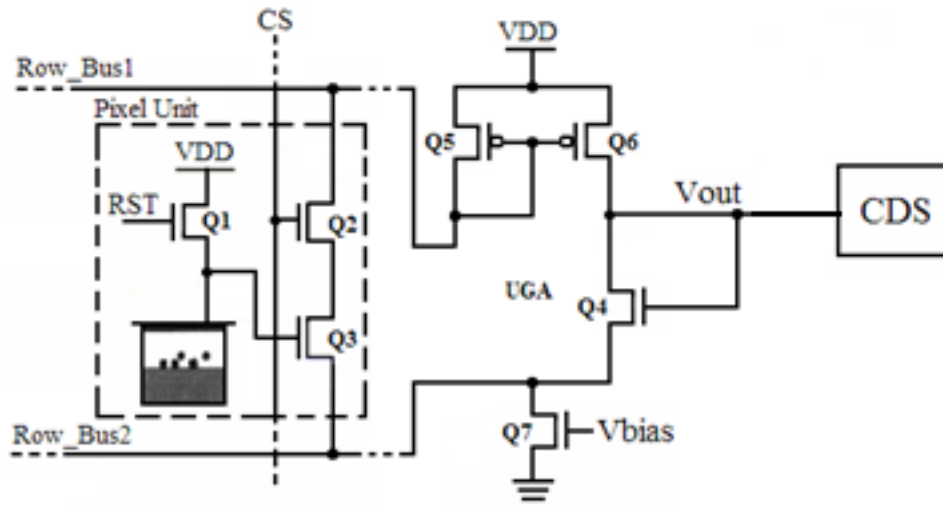 CS
VDD
Row_Bus1
Pixel Unit
Q5
Q6
VDD
Vout
CDS
RST
Q1
Q2
UGA
Q4
Q3
Row_Bus2
Q7
Vbias